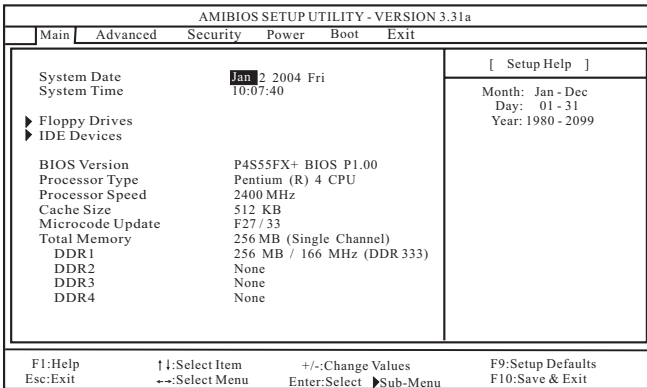 AMIBIOS SETUP UTILITY - VERSION 3.31a
Main Advanced Security Power Boot Exit
System Date Jan 2 2004 Fri
System Time 10:07:40
Floppy Drives
IDE Devices
BIOS Version P4S55FX+ BIOS P1.00
Processor Type Pentium (R) 4 CPU
Processor Speed 2400 MHz
Cache Size 512 KB
Microcode Update F27 / 33
Total Memory 256 MB (Single Channel)
DDR1 256 MB / 166 MHz (DDR 333)
DDR2 None
DDR3 None
DDR4 None
[ Setup Help ]
Month: Jan - Dec
Day: 01 - 31
Year: 1980 - 2099
F1:Help ↑↓:Select Item +/-:Change Values F9:Setup Defaults
Esc:Exit ←→:Select Menu Enter:Select ▶Sub-Menu F10:Save & Exit